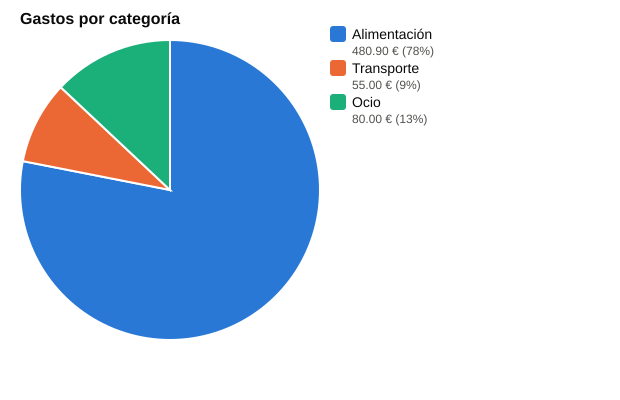 Gastos por categoría
Alimentación
480.90 € (78%)
Transporte
55.00 € (9%)
Ocio
80.00 € (13%)